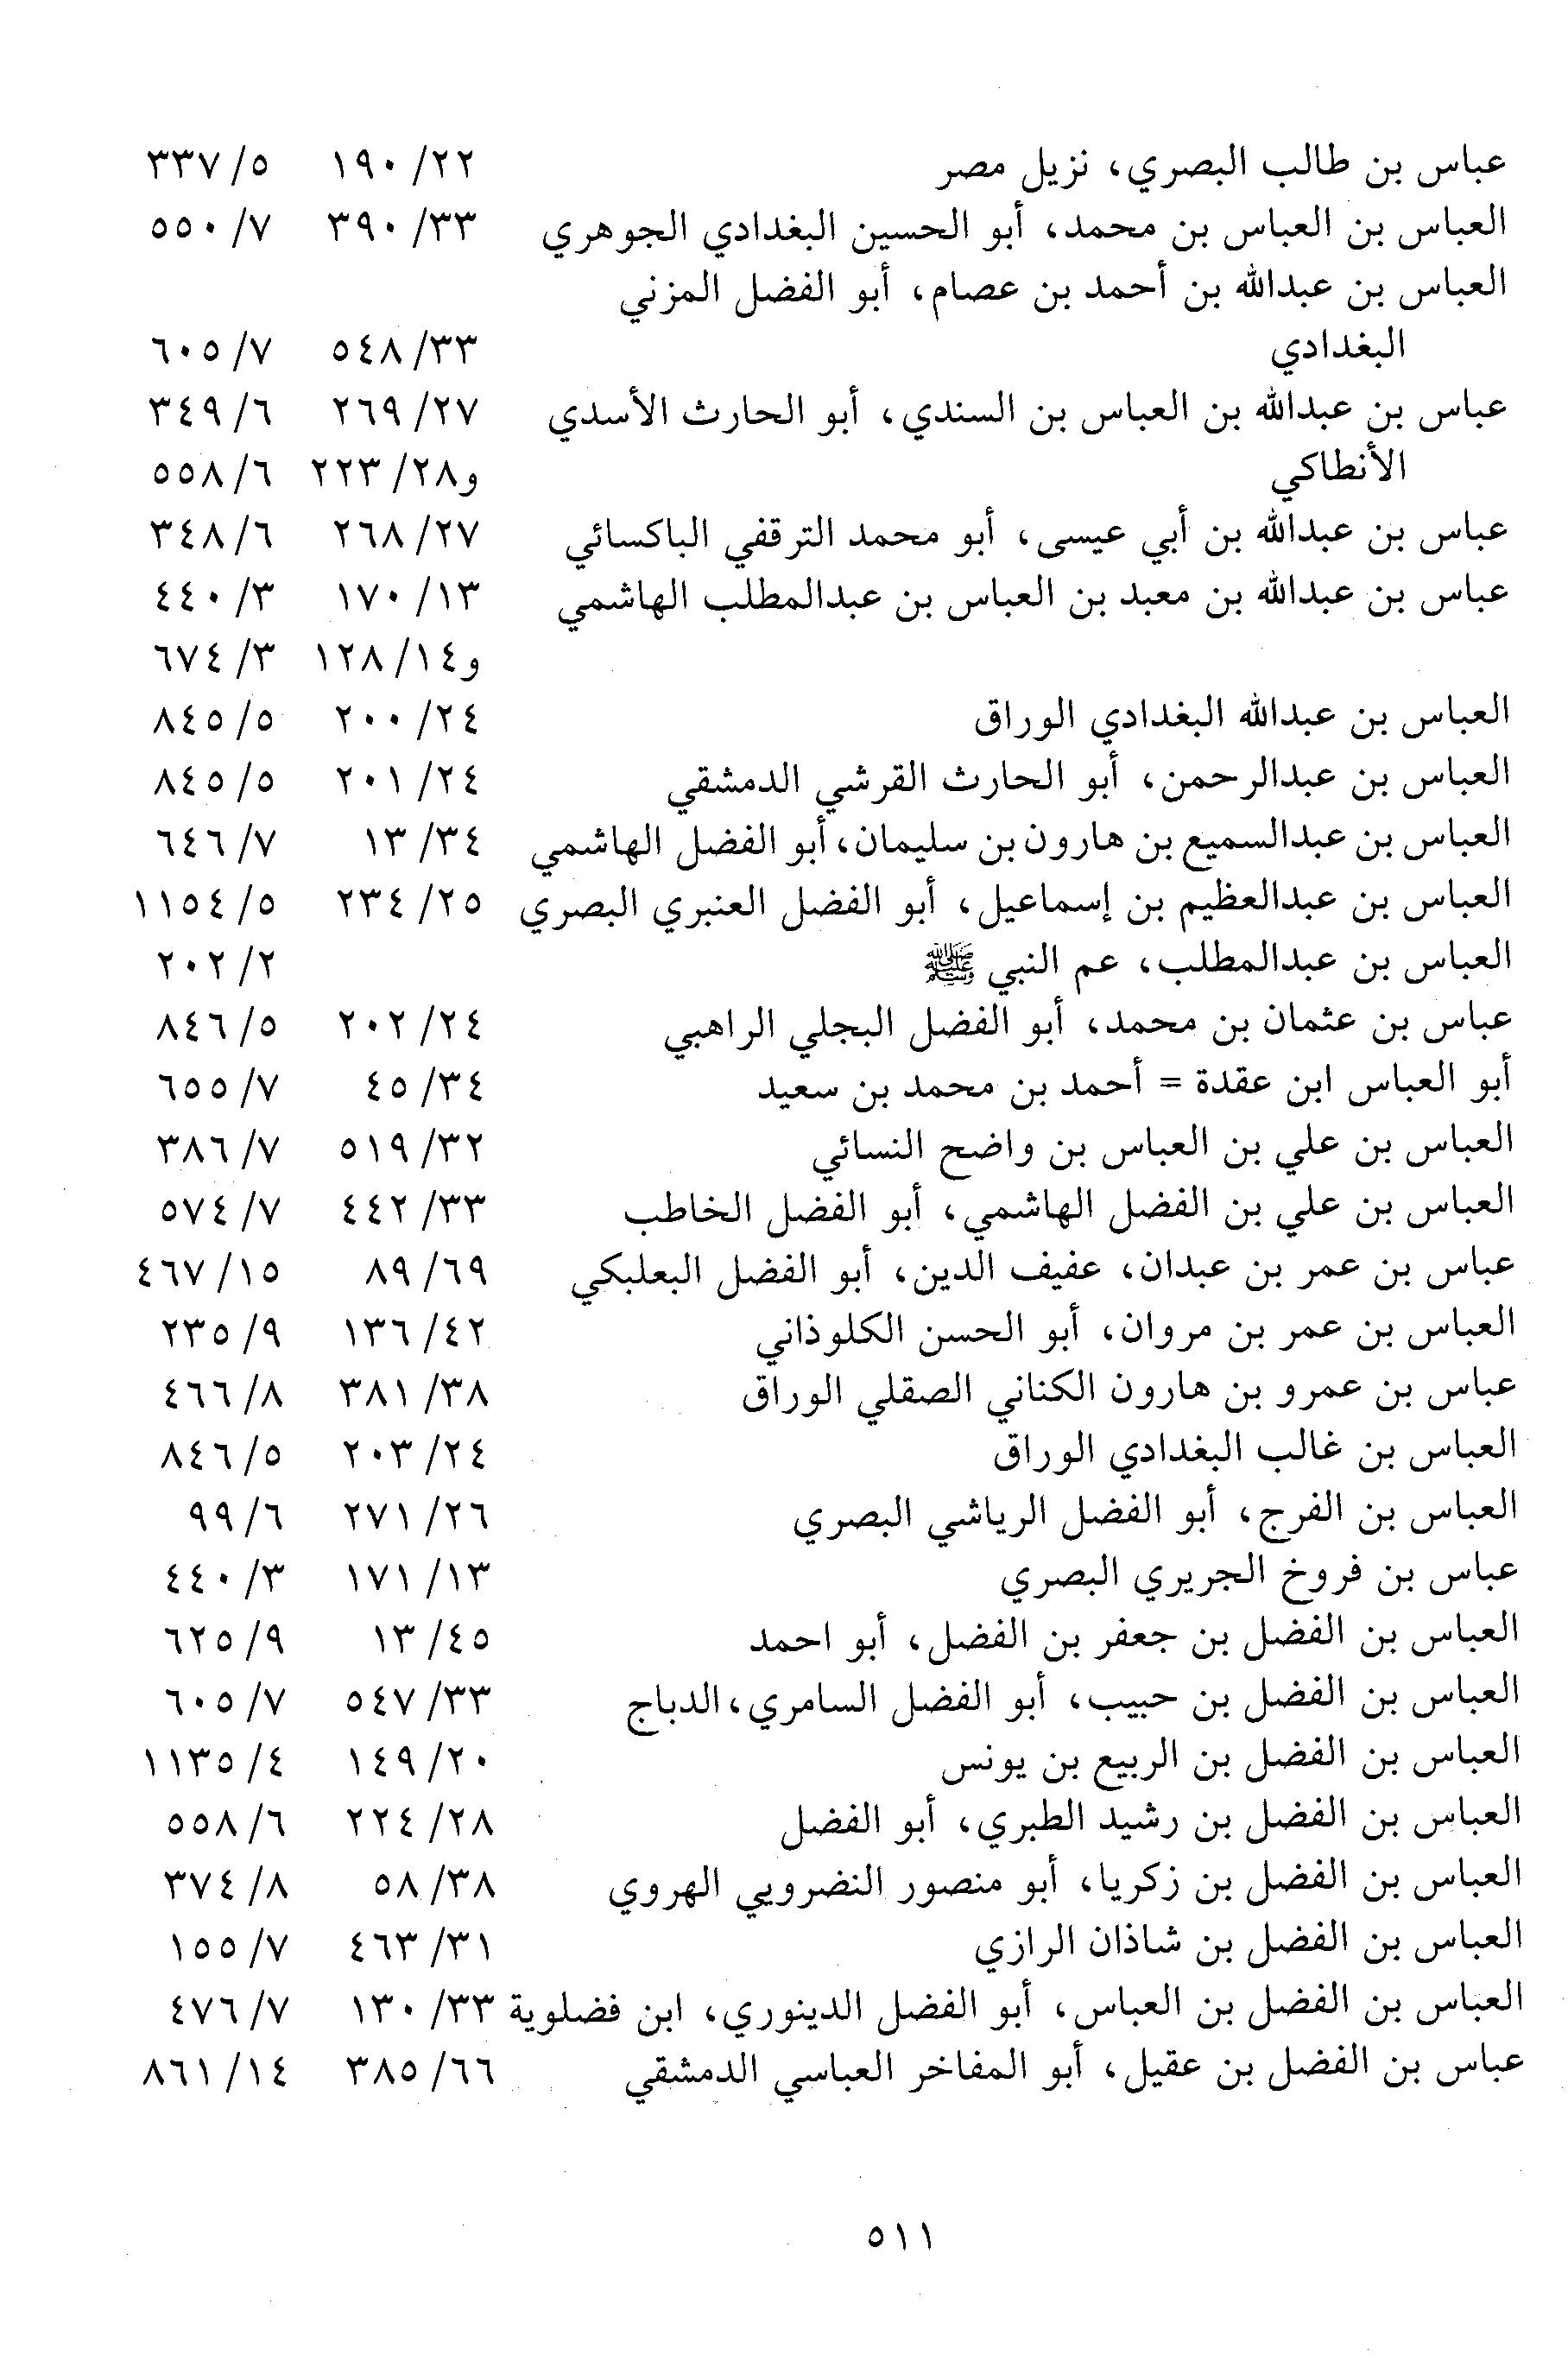 عباس بن طالب البصري، نزيل مصر ٢٢/ ١٩٠ ٥/ ٣٣٧
العباس بن العباس بن محمد، أبو الحسين البغدادي الجوهري ٣٣/ ٣٩٠ ٧/ ٥٥٠
العباس بن عبدالله بن أحمد بن عصام، أبو الفضل المزني
البغدادي ٣٣/ ٥٤٨ ٧/ ٦٠٥
عباس بن عبدالله بن العباس بن السندي، أبو الحارث الأسدي ٢٧/ ٢٦٩ ٦/ ٣٤٩
الأنطاكي و٢٨/ ٢٢٣ ٦/ ٥٥٨
عباس بن عبدالله بن أبي عيسى، أبو محمد الترقفي الباكسائي ٢٧/ ٢٦٨ ٦/ ٣٤٨
عباس بن عبدالله بن معبد بن العباس بن عبدالمطلب الهاشمي ١٣/ ١٧٠ ٣/ ٤٤٠
و١٤/ ١٢٨ ٣/ ٦٧٤
العباس بن عبدالله البغدادي الوراق ٢٤/ ٢٠٠ ٥/ ٨٤٥
العباس بن عبدالرحمن، أبو الحارث القرشي الدمشقي ٢٤/ ٢٠١ ٥/ ٨٤٥
العباس بن عبدالسميع بن هارون بن سليمان، أبو الفضل الهاشمي ٣٤/ ١٣ ٧/ ٦٤٦
العباس بن عبدالعظيم بن إسماعيل، أبو الفضل العنبري البصري ٢٥/ ٢٣٤ ٥/ ١١٥٤
العباس بن عبدالمطلب، عم النبي ﷺ ٢/ ٢٠٢
عباس بن عثمان بن محمد، أبو الفضل البجلي الراهبي ٢٤/ ٢٠٢ ٥/ ٨٤٦
أبو العباس ابن عقدة = أحمد بن محمد بن سعيد ٣٤/ ٤٥ ٧/ ٦٥٥
العباس بن علي بن العباس بن واضح النسائي ٣٢/ ٥١٩ ٧/ ٣٨٦
العباس بن علي بن الفضل الهاشمي، أبو الفضل الخاطب ٣٣/ ٤٤٢ ٧/ ٥٧٤
عباس بن عمر بن عبدان، عفيف الدين، أبو الفضل البعلبكي ٦٩/ ٨٩ ١٥/ ٤٦٧
العباس بن عمر بن مروان، أبو الحسن الكلوذاني ٤٢/ ١٣٦ ٩/ ٢٣٥
عباس بن عمرو بن هارون الكناني الصقلي الوراق ٣٨/ ٣٨١ ٨/ ٤٦٦
العباس بن غالب البغدادي الوراق ٢٤/ ٢٠٣ ٥/ ٨٤٦
العباس بن الفرج، أبو الفضل الرياشي البصري ٢٦/ ٢٧١ ٦/ ٩٩
عباس بن فروخ الجريري البصري ١٣/ ١٧١ ٣/ ٤٤٠
العباس بن الفضل بن جعفر بن الفضل، أبو احمد ٤٥/ ١٣ ٩/ ٦٢٥
العباس بن الفضل بن حبيب، أبو الفضل السامري، الدباج ٣٣/ ٥٤٧ ٧/ ٦٠٥
العباس بن الفضل بن الربيع بن يونس ٢٠/ ١٤٩ ٤/ ١١٣٥
العباس بن الفضل بن رشيد الطبري، أبو الفضل ٢٨/ ٢٢٤ ٦/ ٥٥٨
العباس بن الفضل بن زكريا، أبو منصور النضرويي الهروي ٣٨/ ٥٨ ٨/ ٣٧٤
العباس بن الفضل بن شاذان الرازي ٣١/ ٤٦٣ ٧/ ١٥٥
العباس بن الفضل بن العباس، أبو الفضل الدينوري، ابن فضلوية ٣٣/ ١٣٠ ٧/ ٤٧٦
عباس بن الفضل بن عقيل، أبو المفاخر العباسي الدمشقي ٦٦/ ٣٨٥ ١٤/ ٨٦١
٥١١